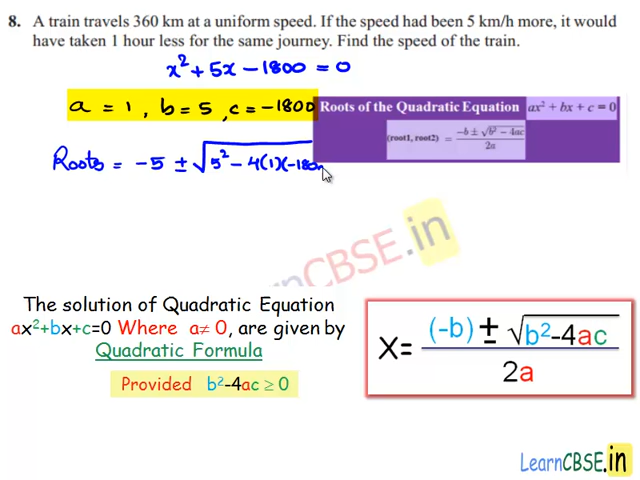 8. A train travels 360 km at a uniform speed. If the speed had been 5 km/h more, it would
have taken 1 hour less for the same journey. Find the speed of the train.
x² + 5x - 1800 = 0
a = 1, b = 5, c = -1800
Roots of the Quadratic Equation ax² + bx + c = 0
(root1, root2) = -b ± √b² - 4ac / 2a
Roots = -5 ± √5² - 4(1)(-180
LearnCBSE.in
The solution of Quadratic Equation
ax²+bx+c=0 Where a≠ 0, are given by
Quadratic Formula
Provided b²-4ac ≥ 0
X= (-b) ± √b²-4ac / 2a
LearnCBSE.in